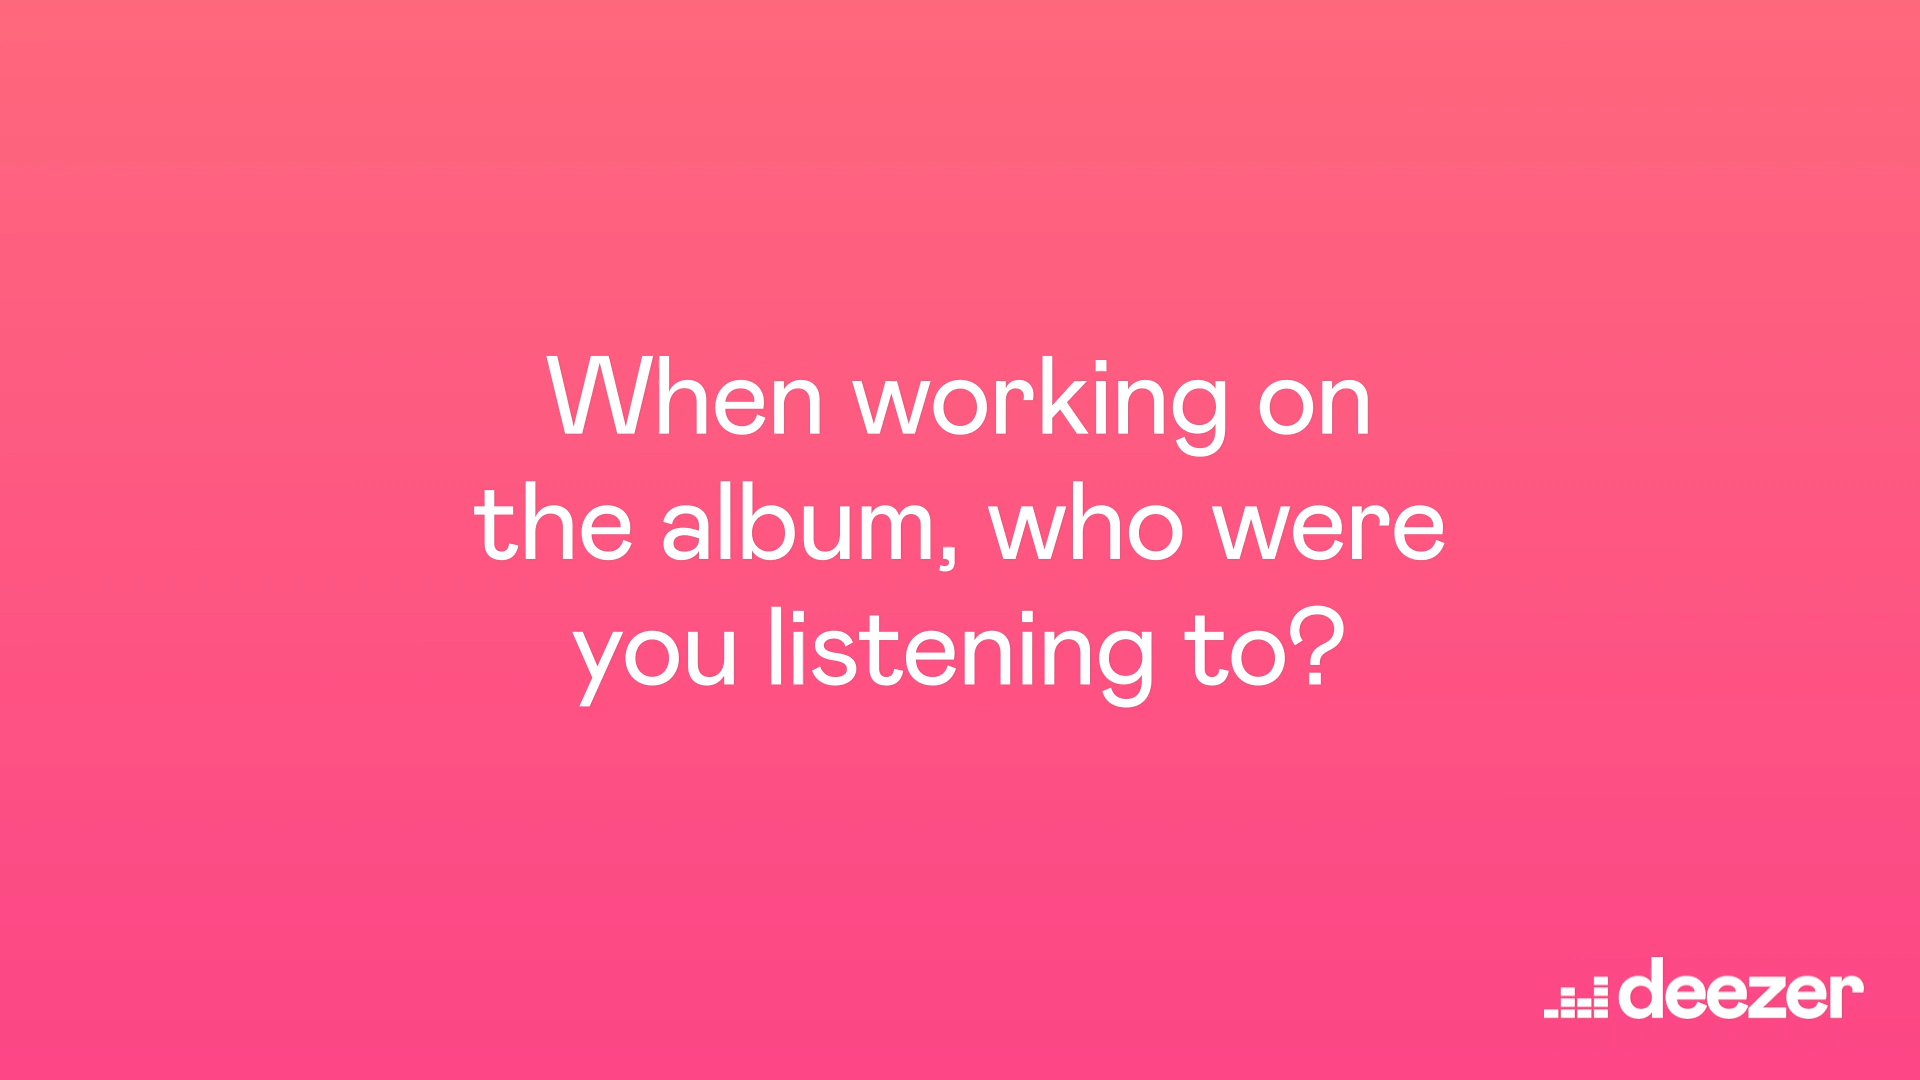 When working on
the album, who were
you listening to?
deezer